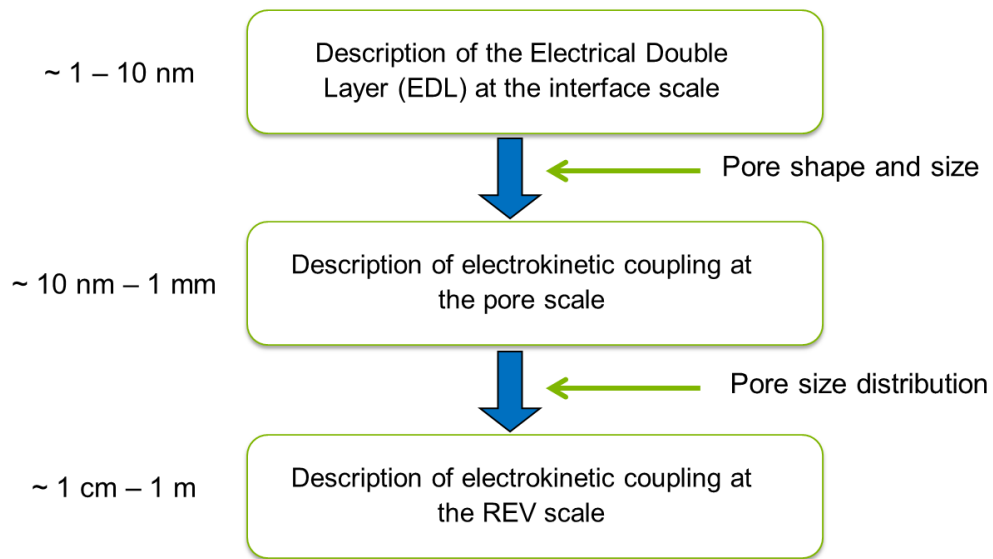 ~ 1 – 10 nm
Description of the Electrical Double
Layer (EDL) at the interface scale
Pore shape and size
~ 10 nm – 1 mm
Description of electrokinetic coupling at
the pore scale
Pore size distribution
~ 1 cm – 1 m
Description of electrokinetic coupling at
the REV scale